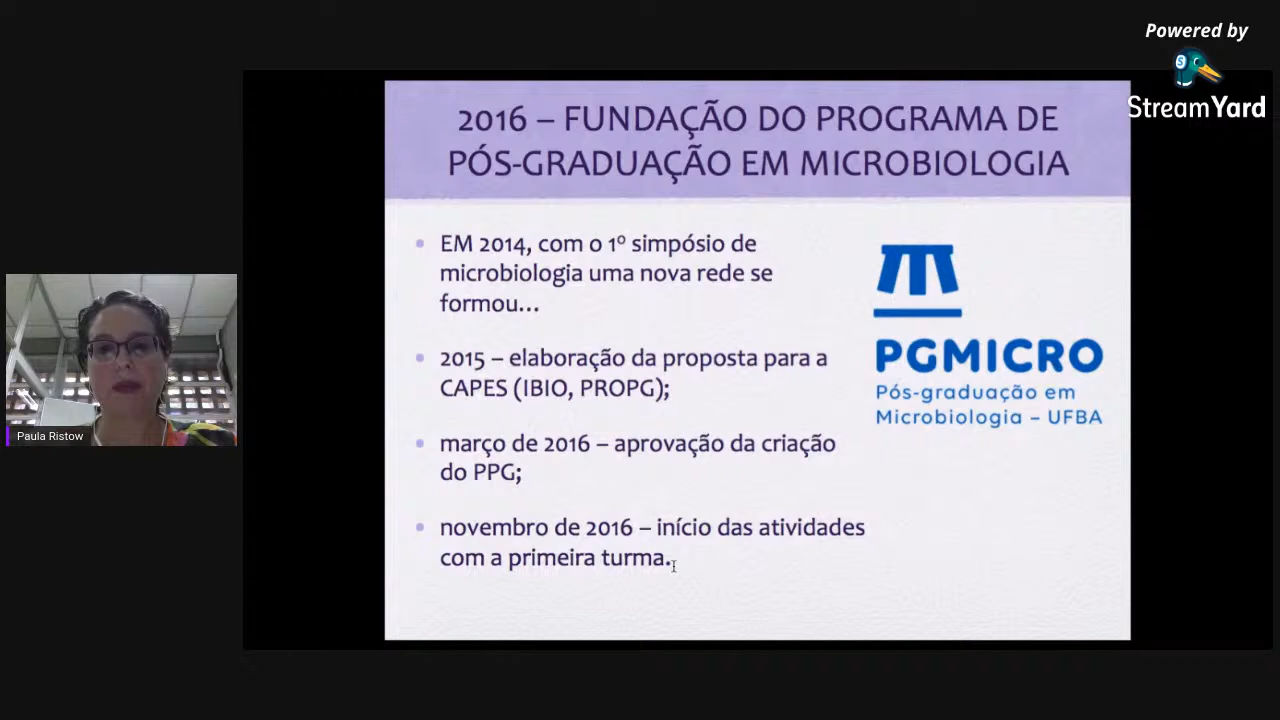 Powered by
StreamYard
2016 – FUNDAÇÃO DO PROGRAMA DE
PÓS-GRADUAÇÃO EM MICROBIOLOGIA
• EM 2014, com o 1º simpósio de
microbiologia uma nova rede se
formou...
• 2015 – elaboração da proposta para a
CAPES (IBIO, PROPG);
• março de 2016 – aprovação da criação
do PPG;
• novembro de 2016 – início das atividades
com a primeira turma.
PGMICRO
Pós-graduação em
Microbiologia – UFBA
Paula Ristow